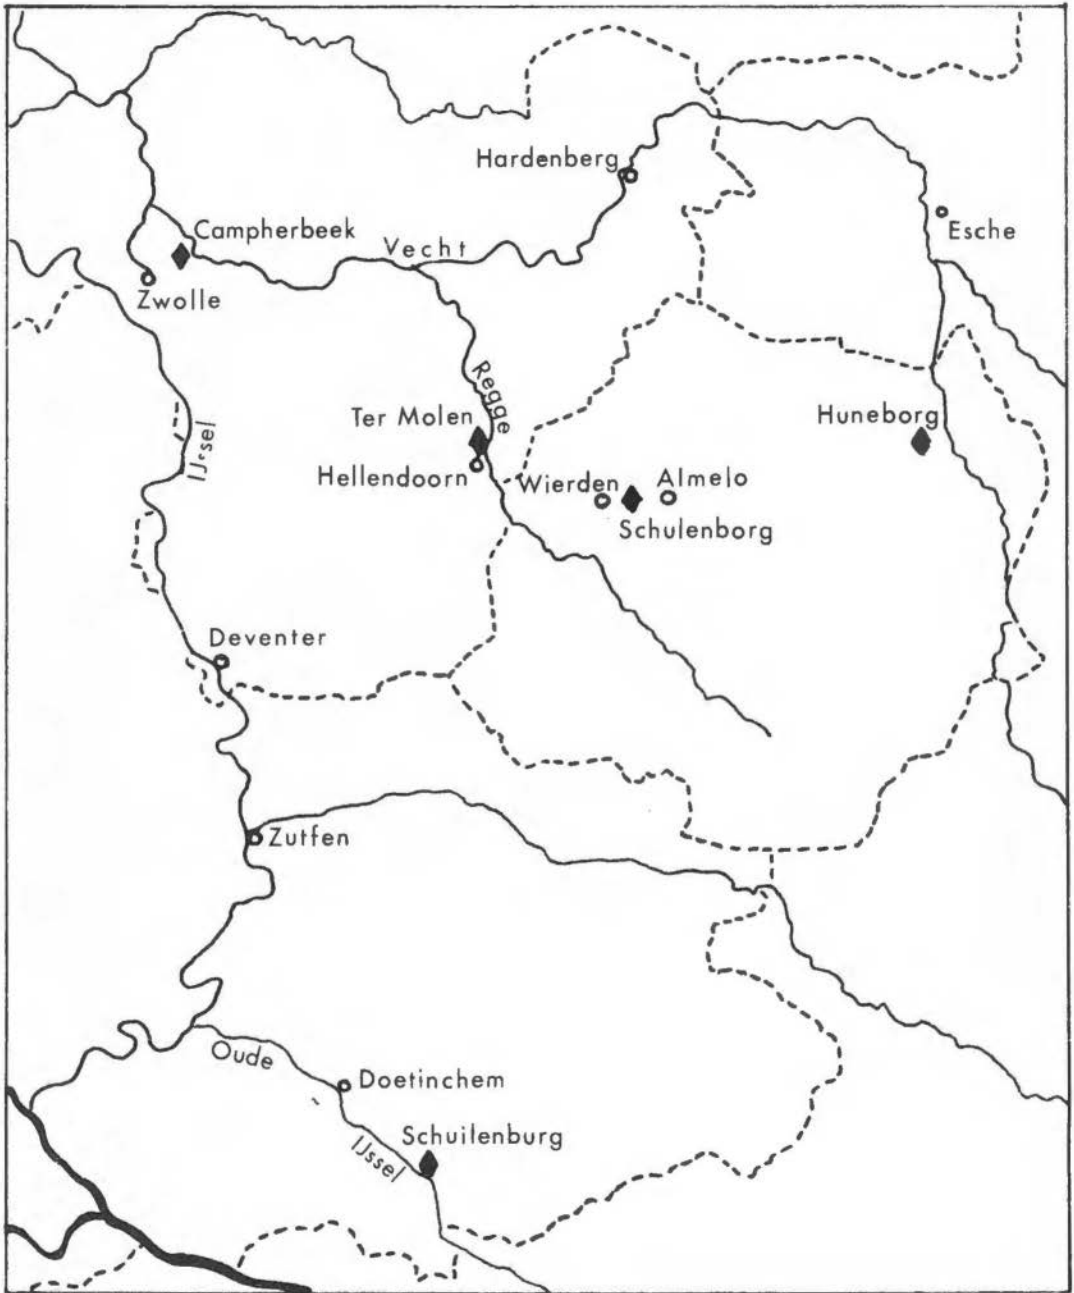 Hardenberg
Esche
Campherbeek
Vecht
Zwolle
Regge
Ter Molen
Huneborg
IJssel
Hellendoorn
Wierden
Almelo
Schulenborg
Deventer
Zutfen
Oude
Doetinchem
Schuilenburg
IJssel